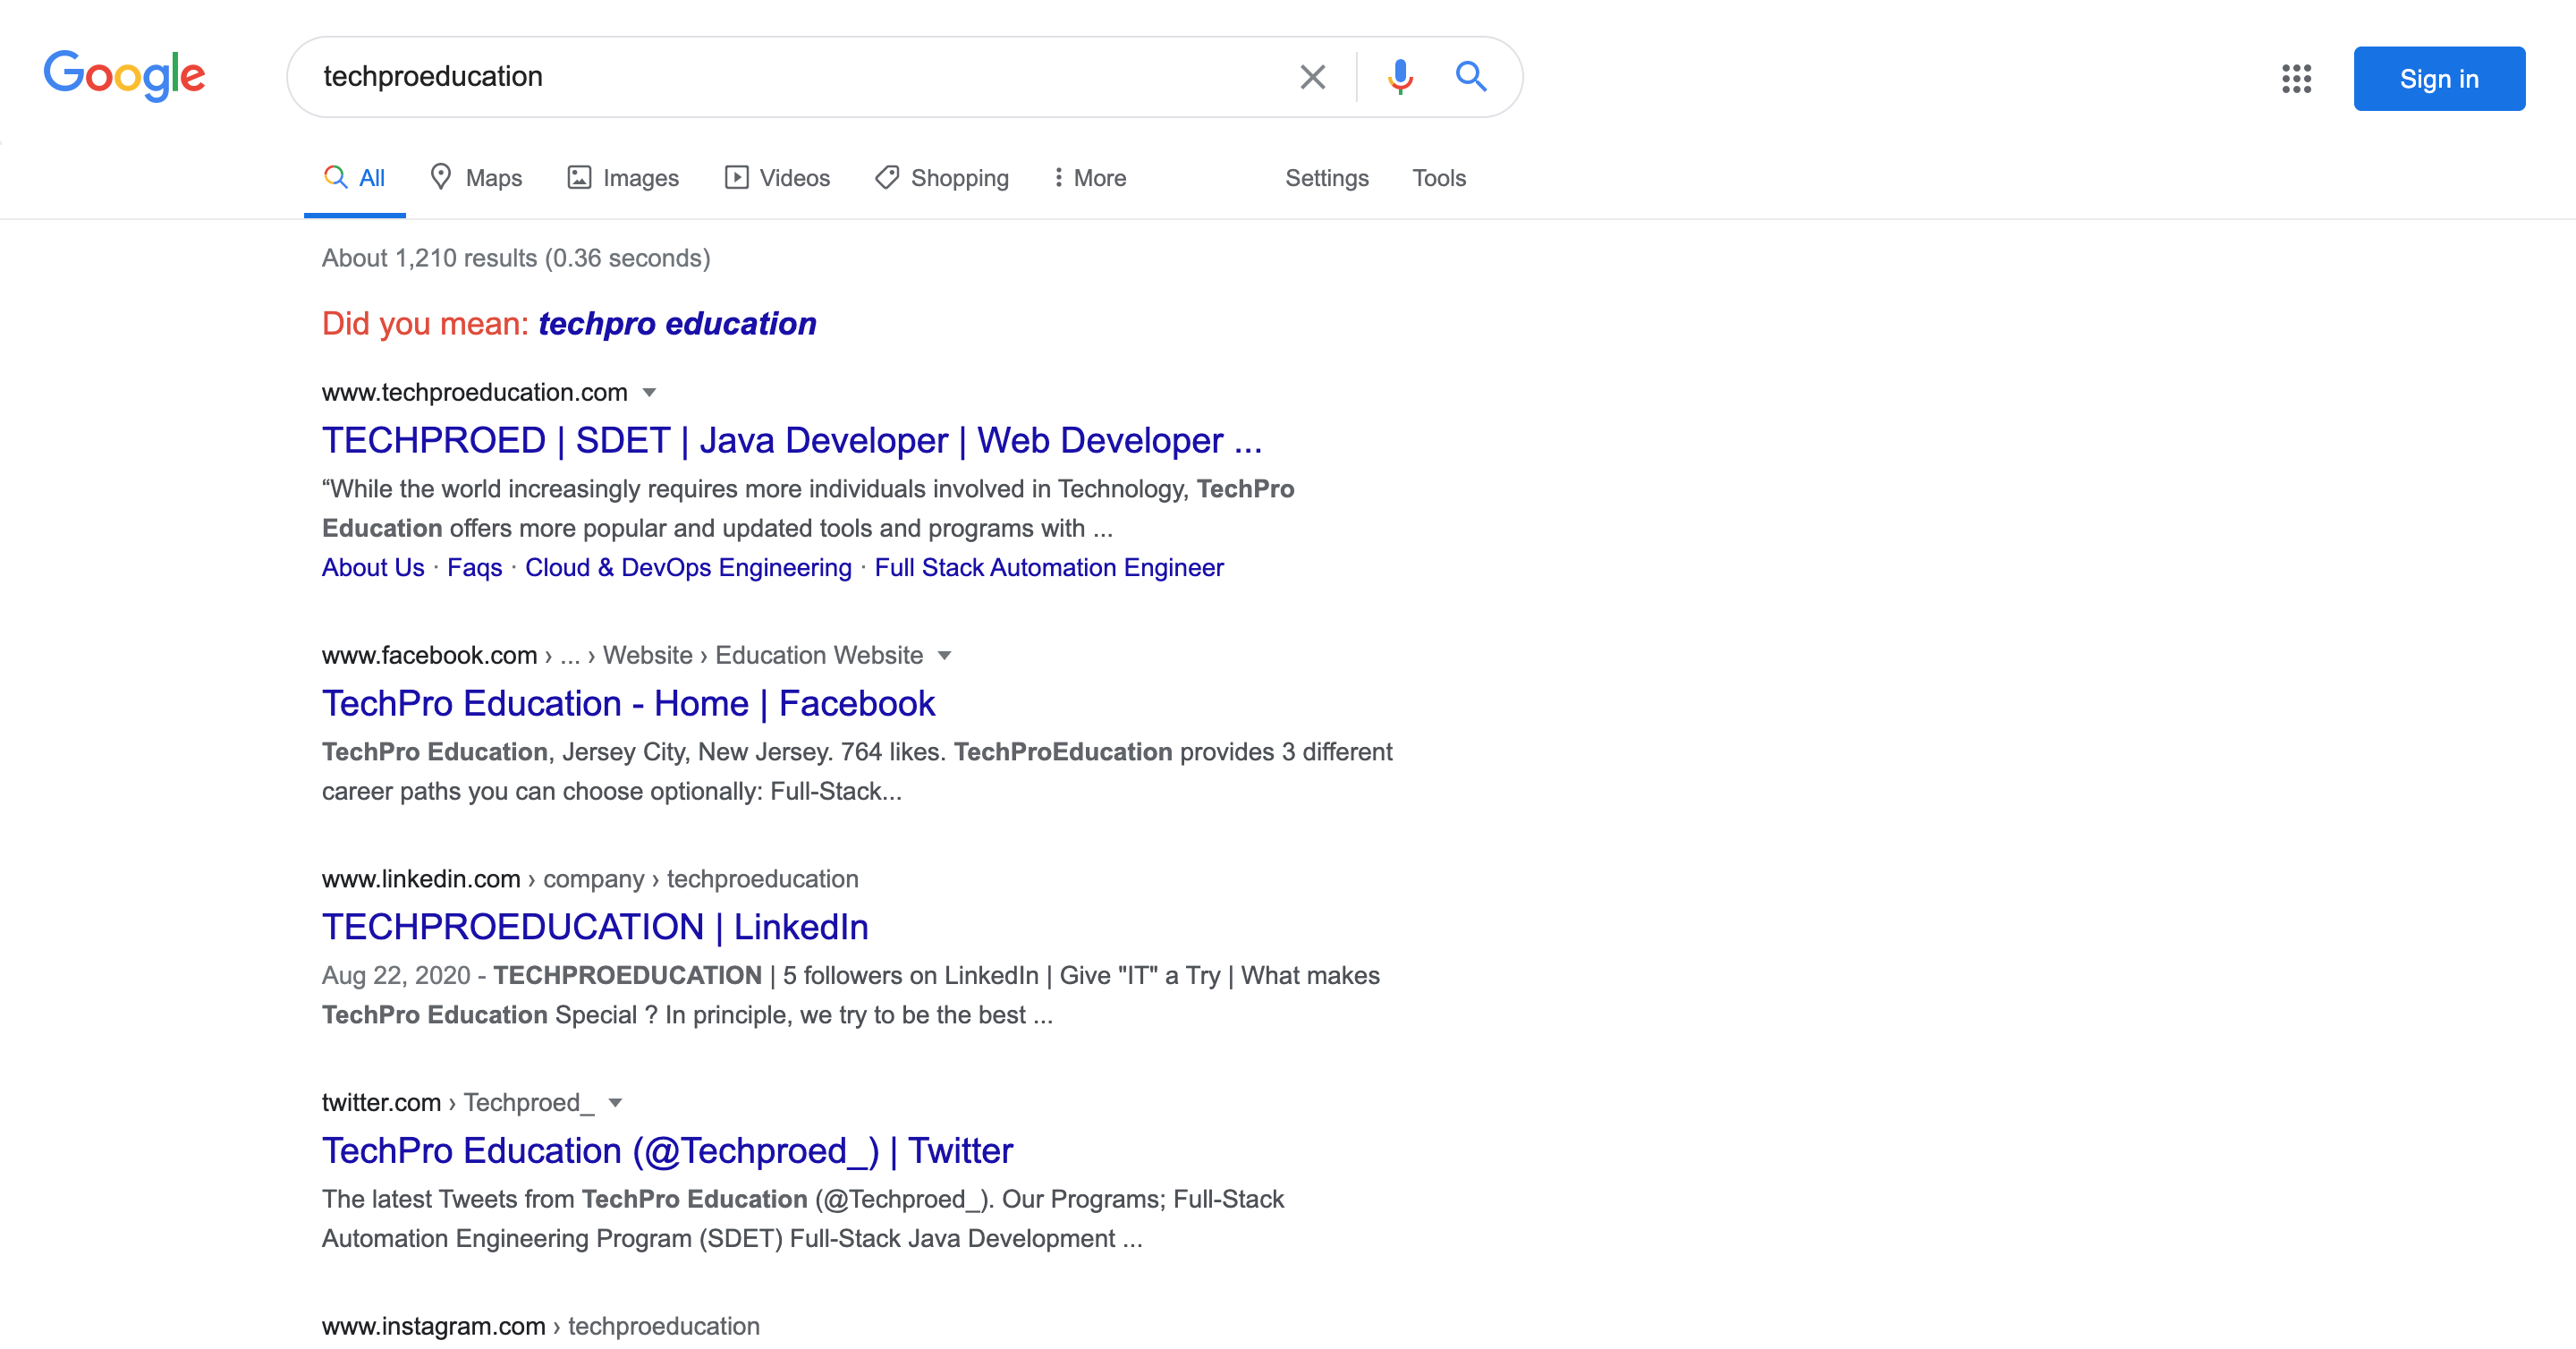 Google
techproeducation
Sign in
All
Maps
Images
Videos
Shopping
More
Settings
Tools
About 1,210 results (0.36 seconds)
Did you mean: techpro education
www.techproeducation.com
TECHPROED | SDET | Java Developer | Web Developer ...
“While the world increasingly requires more individuals involved in Technology, TechPro
Education offers more popular and updated tools and programs with ...
About Us · Faqs · Cloud & DevOps Engineering · Full Stack Automation Engineer
www.facebook.com › ... › Website › Education Website
TechPro Education - Home | Facebook
TechPro Education, Jersey City, New Jersey. 764 likes. TechProEducation provides 3 different
career paths you can choose optionally: Full-Stack...
www.linkedin.com › company › techproeducation
TECHPROEDUCATION | LinkedIn
Aug 22, 2020 - TECHPROEDUCATION | 5 followers on LinkedIn | Give "IT" a Try | What makes
TechPro Education Special ? In principle, we try to be the best ...
twitter.com › Techproed_
TechPro Education (@Techproed_) | Twitter
The latest Tweets from TechPro Education (@Techproed_). Our Programs; Full-Stack
Automation Engineering Program (SDET) Full-Stack Java Development ...
www.instagram.com › techproeducation